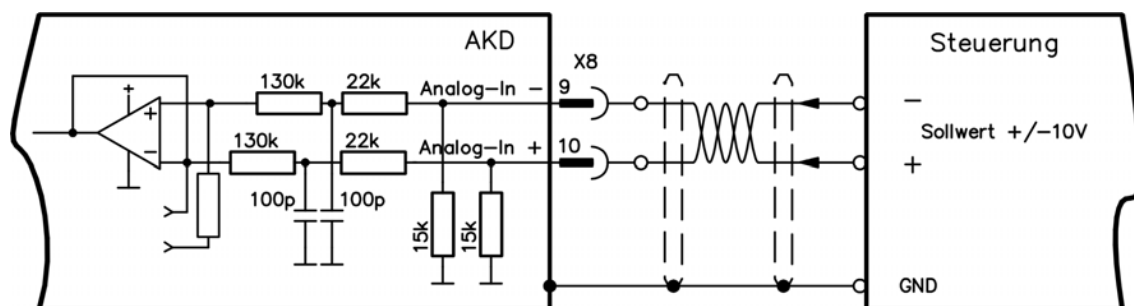 AKD
Steuerung
X8
130k
22k
Analog-In -
9
-
+
+
-
130k
22k
Analog-In +
10
Sollwert +/-10V
+
100p
100p
15k
15k
GND